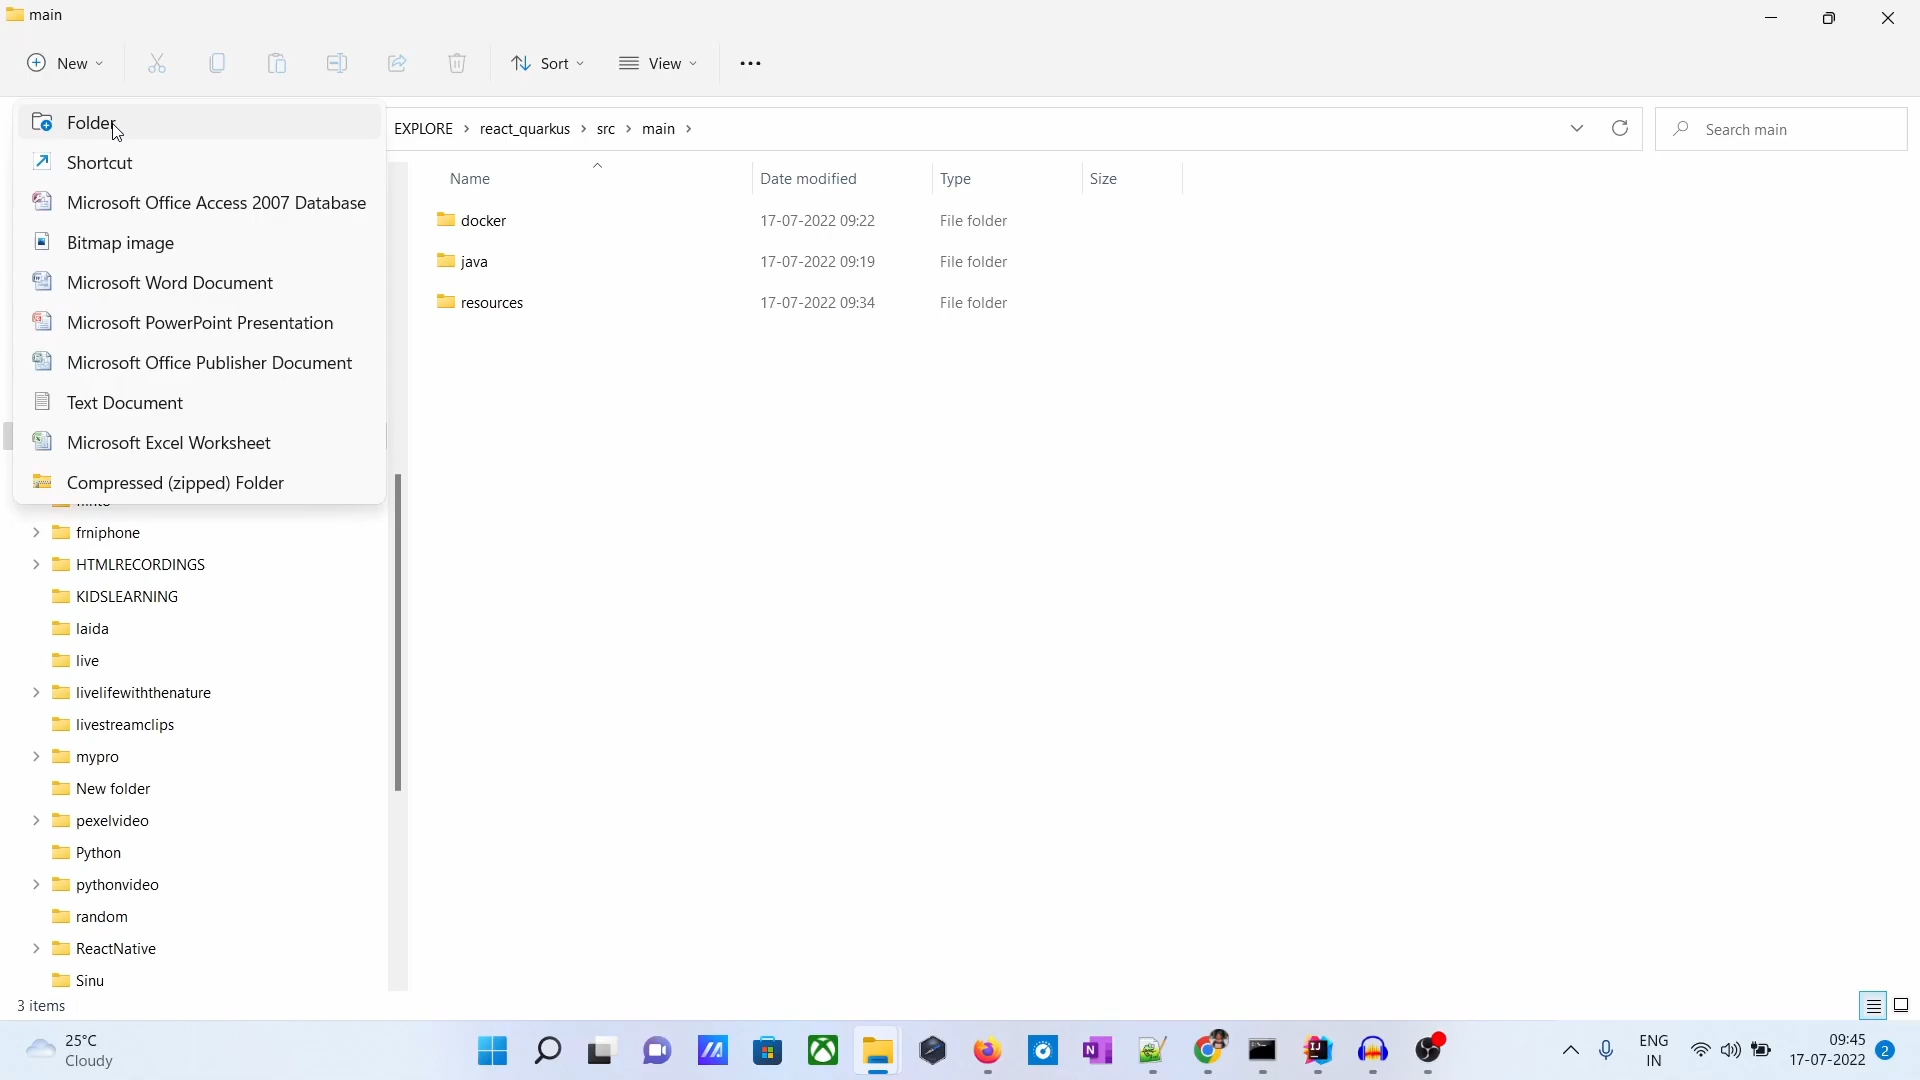 main
New
Sort
View
EXPLORE > react_quarkus > src > main >
Search main
Folder
Shortcut
Microsoft Office Access 2007 Database
Bitmap image
Microsoft Word Document
Microsoft PowerPoint Presentation
Microsoft Office Publisher Document
Text Document
Microsoft Excel Worksheet
Compressed (zipped) Folder
Name Date modified Type Size
docker 17-07-2022 09:22 File folder
java 17-07-2022 09:19 File folder
resources 17-07-2022 09:34 File folder
frniphone
HTMLRECORDINGS
KIDSLEARNING
laida
live
livelifewiththenature
livestreamclips
mypro
New folder
pexelvideo
Python
pythonvideo
random
ReactNative
Sinu
3 items
25°C
Cloudy
ENG
IN
09:45
17-07-2022
2